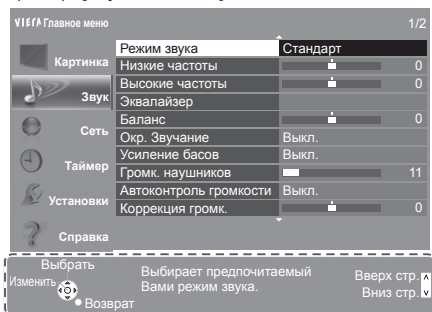 VIErA Главное меню 1/2
Картинка
Звук
Сеть
Таймер
Установки
Справка
Режим звука Стандарт
Низкие частоты 0
Высокие частоты 0
Эквалайзер
Баланс 0
Окр. Звучание Выкл.
Усиление басов Выкл.
Громк. наушников 11
Автоконтроль громкости Выкл.
Коррекция громк. 0
Выбрать
Изменить
Возврат
Выбирает предпочитаемый
Вами режим звука.
Вверх стр.
Вниз стр.